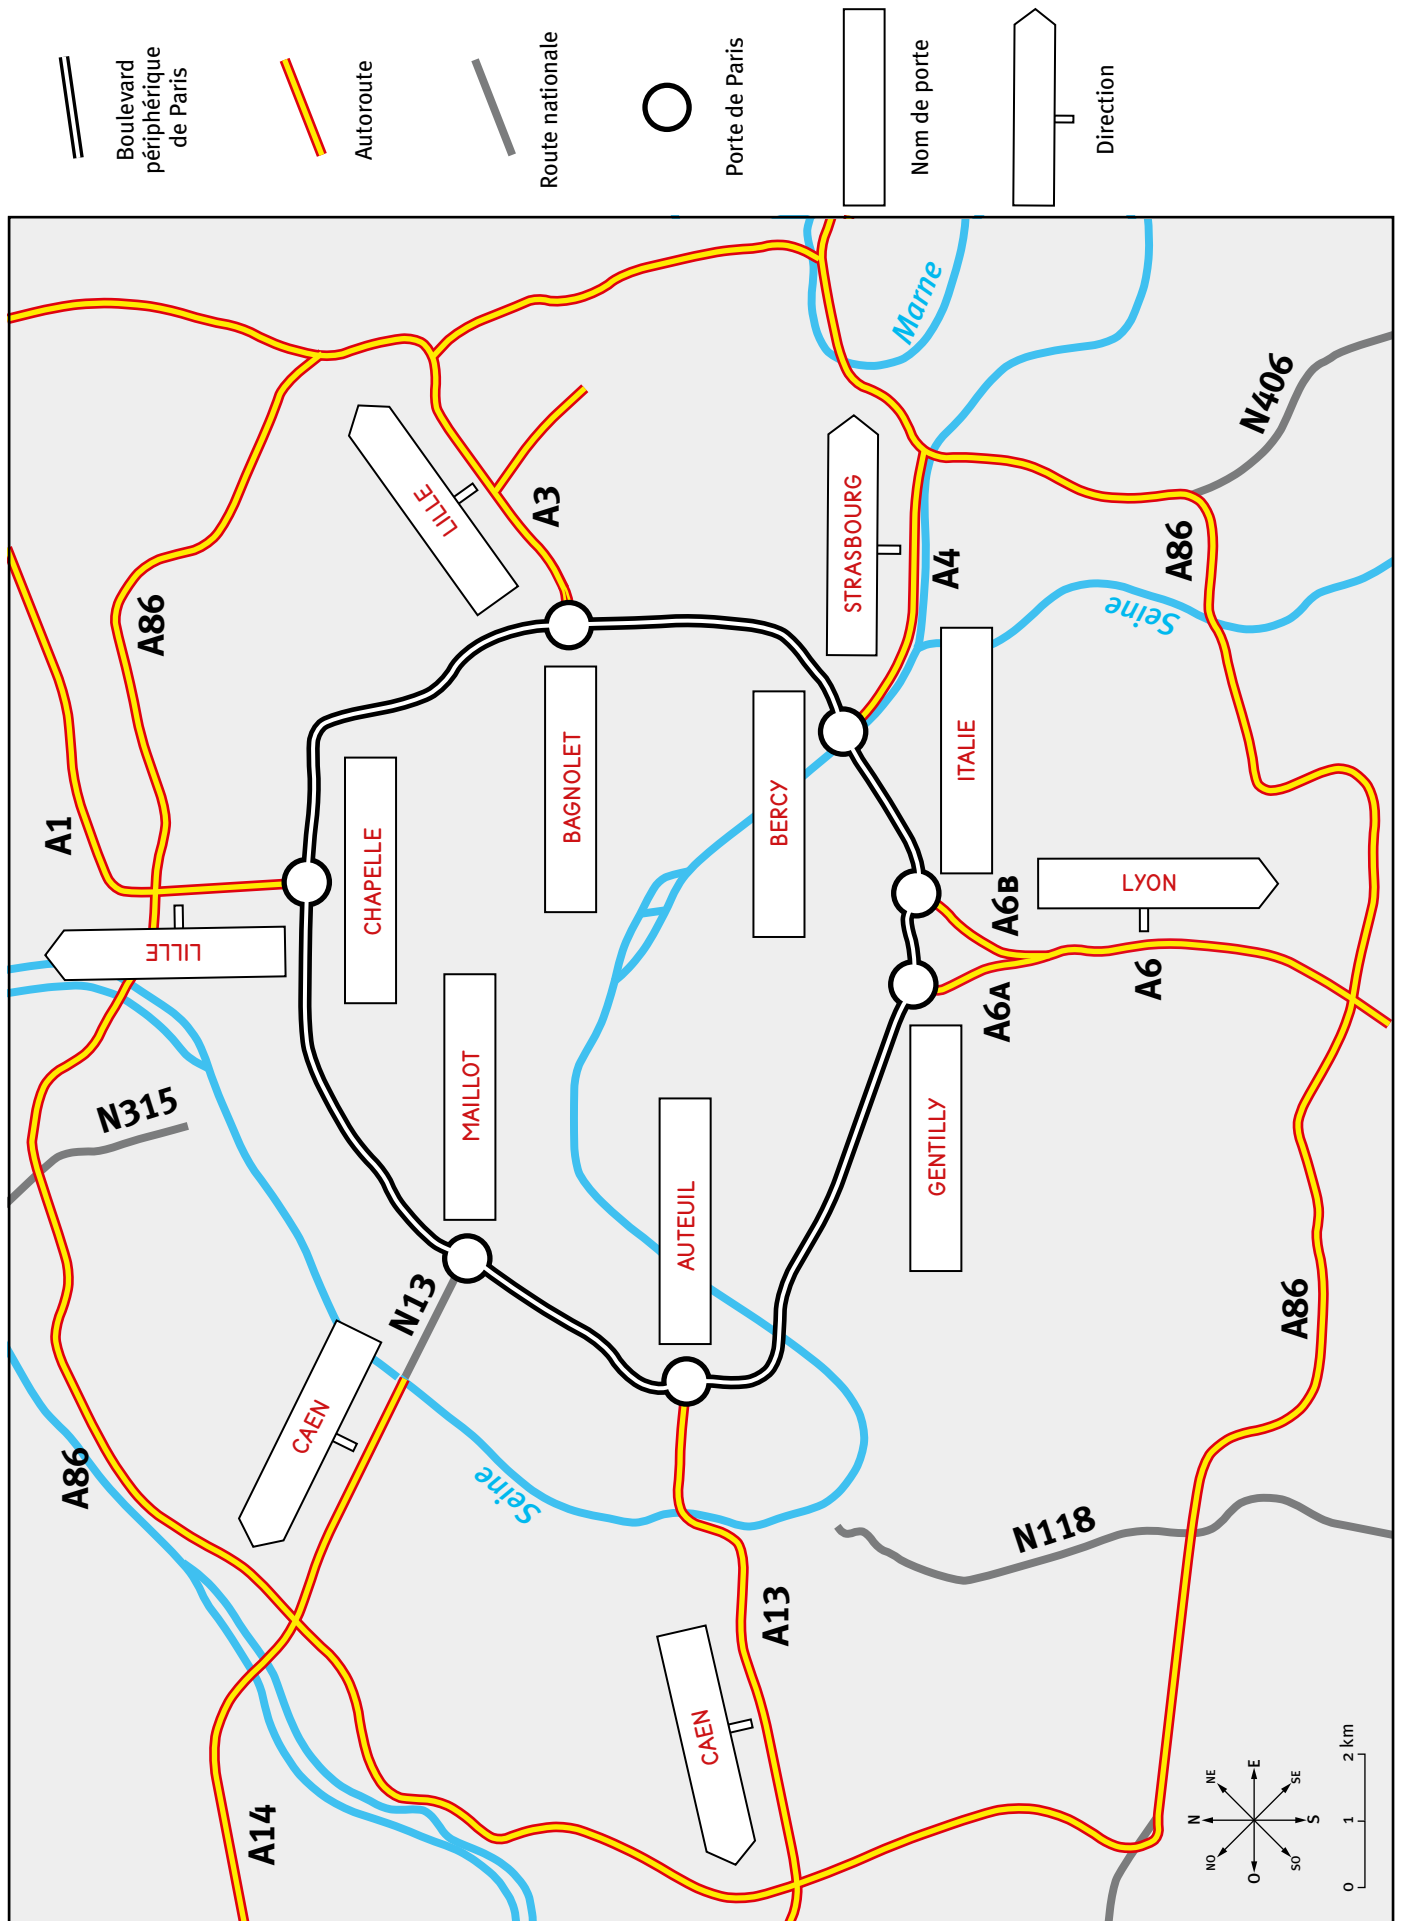 Boulevard
périphérique
de Paris
Autoroute
Route nationale
Porte de Paris
Nom de porte
Direction
A14
A86
N315
A1
A86
LILLE
CAEN
N13
CHAPELLE
LILLE
A3
MAILLOT
Seine
BAGNOLET
CAEN
A13
AUTEUIL
BERCY
STRASBOURG
Marne
A4
GENTILLY
ITALIE
A6A
A6B
N118
A6
LYON
Seine
A86
N406
A86
N
NE
E
SE
S
SO
O
NO
0
1
2 km